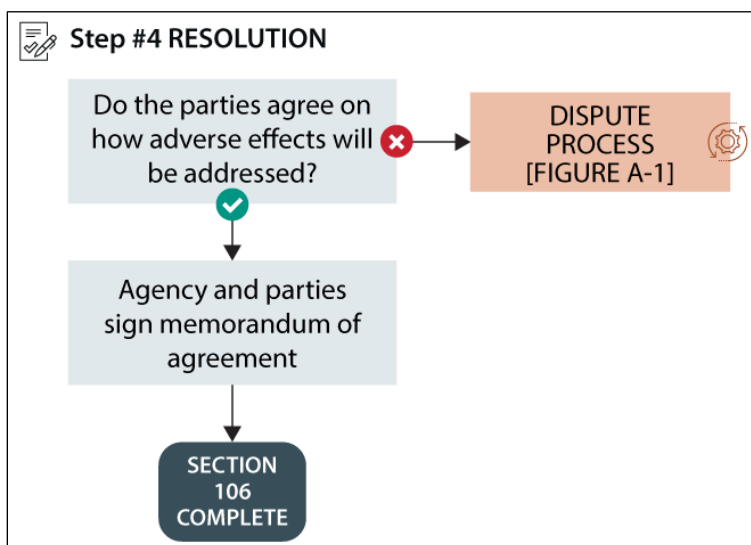 Step #4 RESOLUTION
Do the parties agree on
how adverse effects will
be addressed?
DISPUTE
PROCESS
[FIGURE A-1]
Agency and parties
sign memorandum of
agreement
SECTION
106
COMPLETE